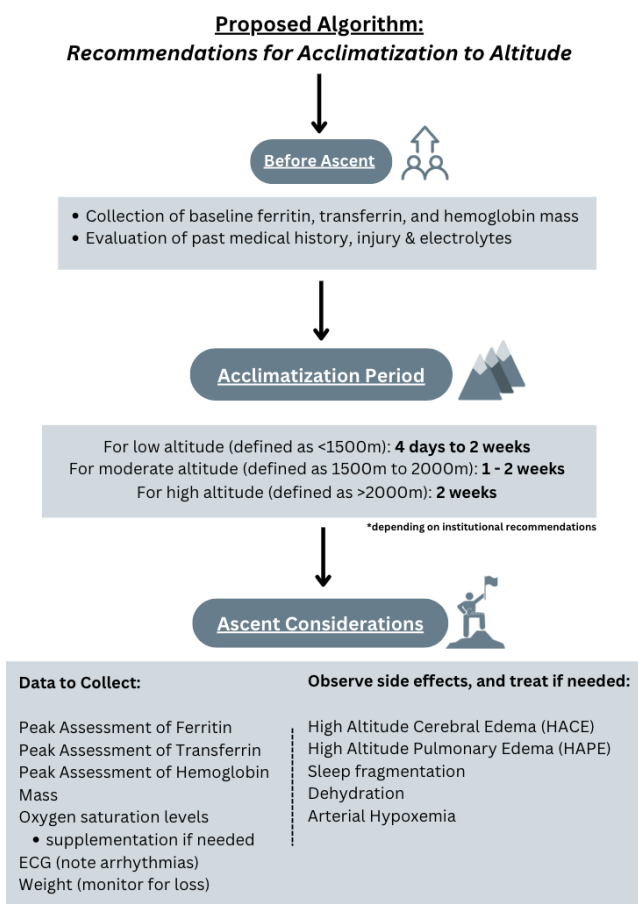 Proposed Algorithm:
Recommendations for Acclimatization to Altitude
Before Ascent
• Collection of baseline ferritin, transferrin, and hemoglobin mass
• Evaluation of past medical history, injury & electrolytes
Acclimatization Period
For low altitude (defined as <1500m): 4 days to 2 weeks
For moderate altitude (defined as 1500m to 2000m): 1 - 2 weeks
For high altitude (defined as >2000m): 2 weeks
*depending on institutional recommendations
Ascent Considerations
Data to Collect:
Peak Assessment of Ferritin
Peak Assessment of Transferrin
Peak Assessment of Hemoglobin
Mass
Oxygen saturation levels
• supplementation if needed
ECG (note arrhythmias)
Weight (monitor for loss)
Observe side effects, and treat if needed:
High Altitude Cerebral Edema (HACE)
High Altitude Pulmonary Edema (HAPE)
Sleep fragmentation
Dehydration
Arterial Hypoxemia